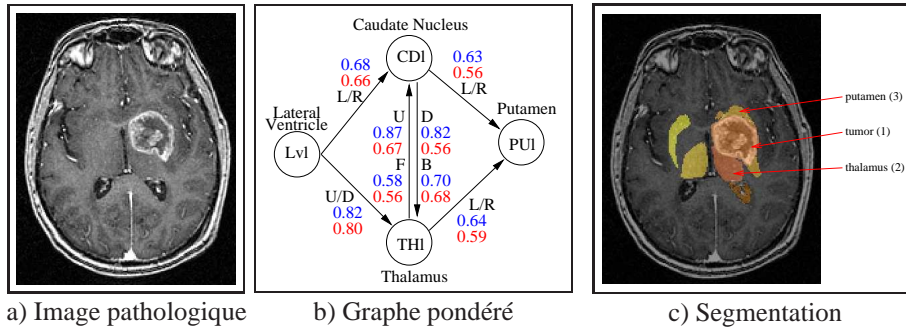 Caudate Nucleus
CDl
0.68
0.66
L/R
0.63
0.56
L/R
Lateral
Ventricle
Lvl
Putamen
PUl
U
0.87
0.67
F
0.58
0.56
D
0.82
0.56
B
0.70
0.68
U/D
0.82
0.80
L/R
0.64
0.59
THl
Thalamus
putamen (3)
tumor (1)
thalamus (2)
a) Image pathologique
b) Graphe pondéré
c) Segmentation